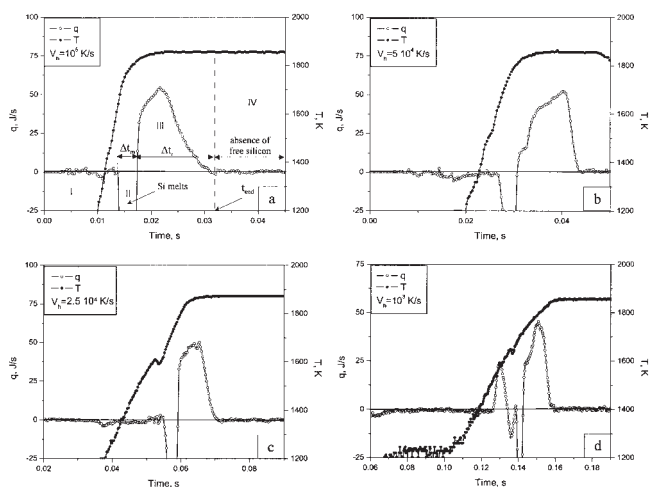 100
75
50
25
0
-25
q, J/s
q
T
V_h=10^5 K/s
I
II
III
IV
Δt_m
Δt_r
Si melts
absence of
free silicon
t_end
a
0.00 0.01 0.02 0.03 0.04
Time, s
2000
1800
1600
1400
1200
T, K
100
75
50
25
0
-25
q, J/s
q
T
V_h=5 10^4 K/s
b
0.00 0.02 0.04
Time, s
2000
1800
1600
1400
1200
T, K
100
75
50
25
0
-25
q, J/s
q
T
V_h=2.5 10^4 K/s
c
0.02 0.04 0.06 0.08
Time, s
2000
1800
1600
1400
1200
T, K
75
50
25
0
-25
q, J/s
q
T
V_h=10^3 K/s
d
0.06 0.08 0.10 0.12 0.14 0.16 0.18
Time, s
2000
1800
1600
1400
1200
T, K